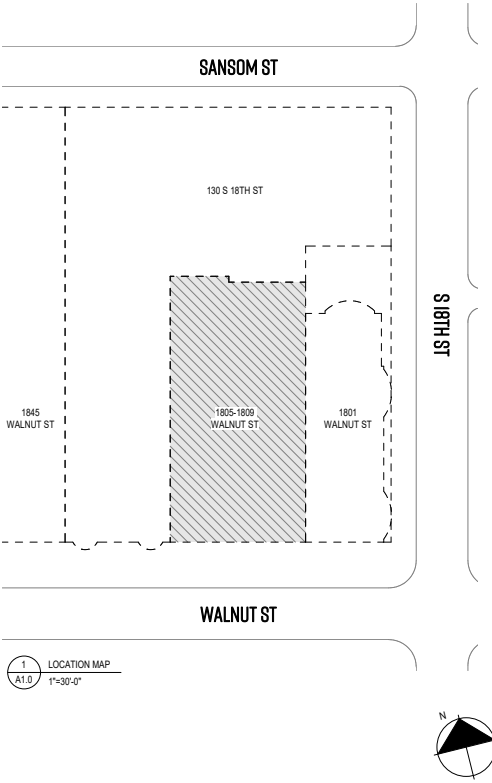 SANSOM ST
130 S 18TH ST
S 18TH ST
1845
WALNUT ST
1805-1809
WALNUT ST
1801
WALNUT ST
WALNUT ST
1
A1.0
LOCATION MAP
1"=30'-0"
N